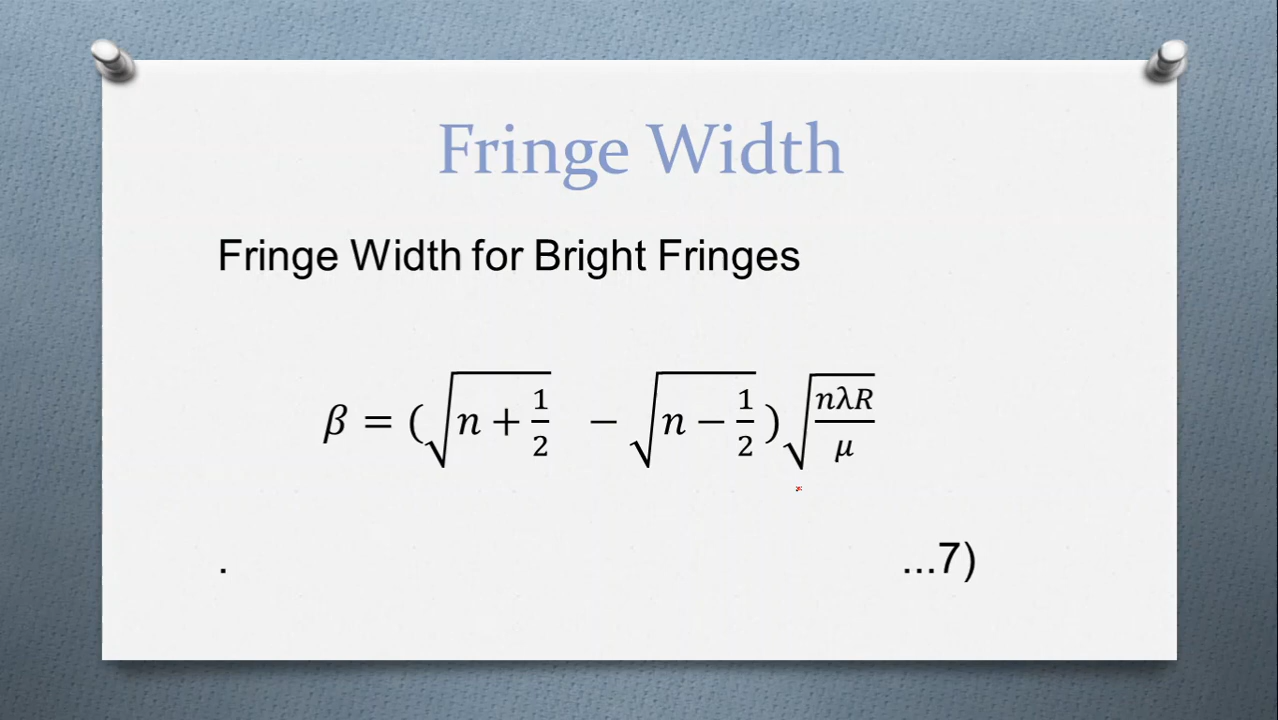 Fringe Width
Fringe Width for Bright Fringes
β = (√(n + 1/2) − √(n − 1/2)) √(nλR/μ)
. ...7)